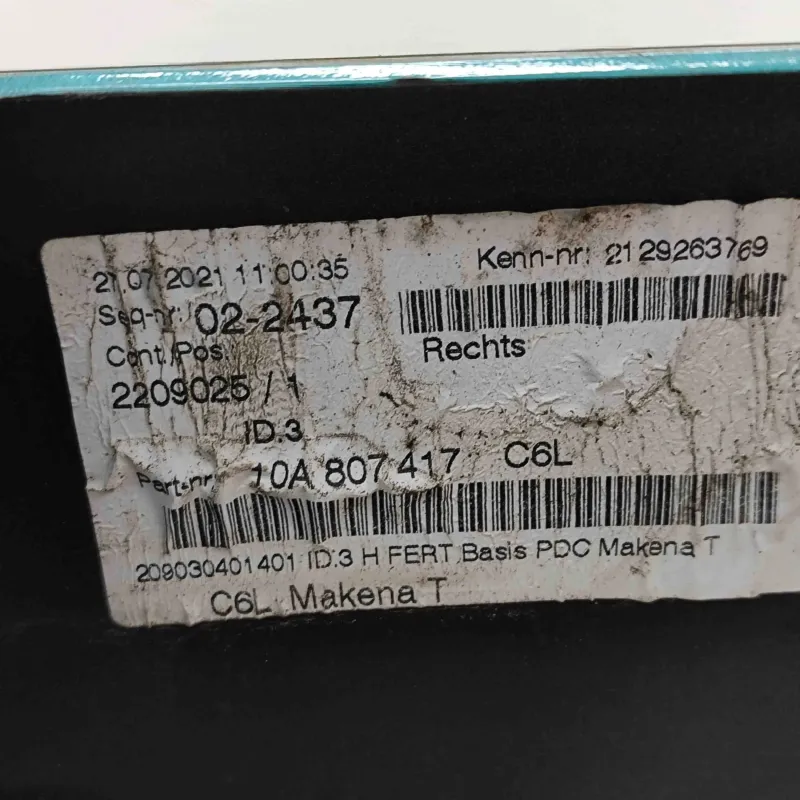 21.07.2021 11:00:35
Kenn-nr: 2129263769
Seq-nr: 02-2437
Cont./Pos.
Rechts
2209025 / 1
ID.3
Part-nr 10A 807 417 C6L
209030401401 ID.3 H FERT Basis PDC Makena T
C6L Makena T